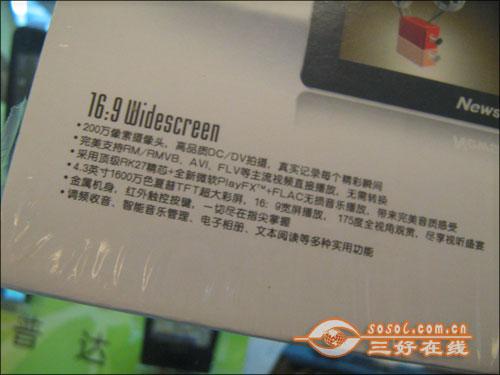 Newsm
16:9 Widescreen
•200万像素摄像头，高品质DC/DV拍摄，真实记录每个精彩瞬间
•完美支持RM/RMVB，AVI，FLV等主流视频直接播放，无需转换
•采用顶级RK27精芯+全新微软PlayFX™+FLAC无损音乐播放，带来完美音质感受
•4.3英寸1600万色夏普TFT超大彩屏，16：9宽屏播放，175度全视角观赏，尽享视听盛宴
•金属机身，红外触控按键，一切尽在指尖掌握
•调频收音、智能音乐管理、电子相册、文本阅读等多种实用功能
普达
sosol.com.cn
三好在线